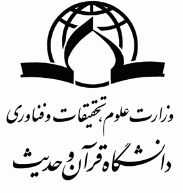 وزارت علوم، تحقیقات و فناوری
دانشگاه قرآن و حدیث